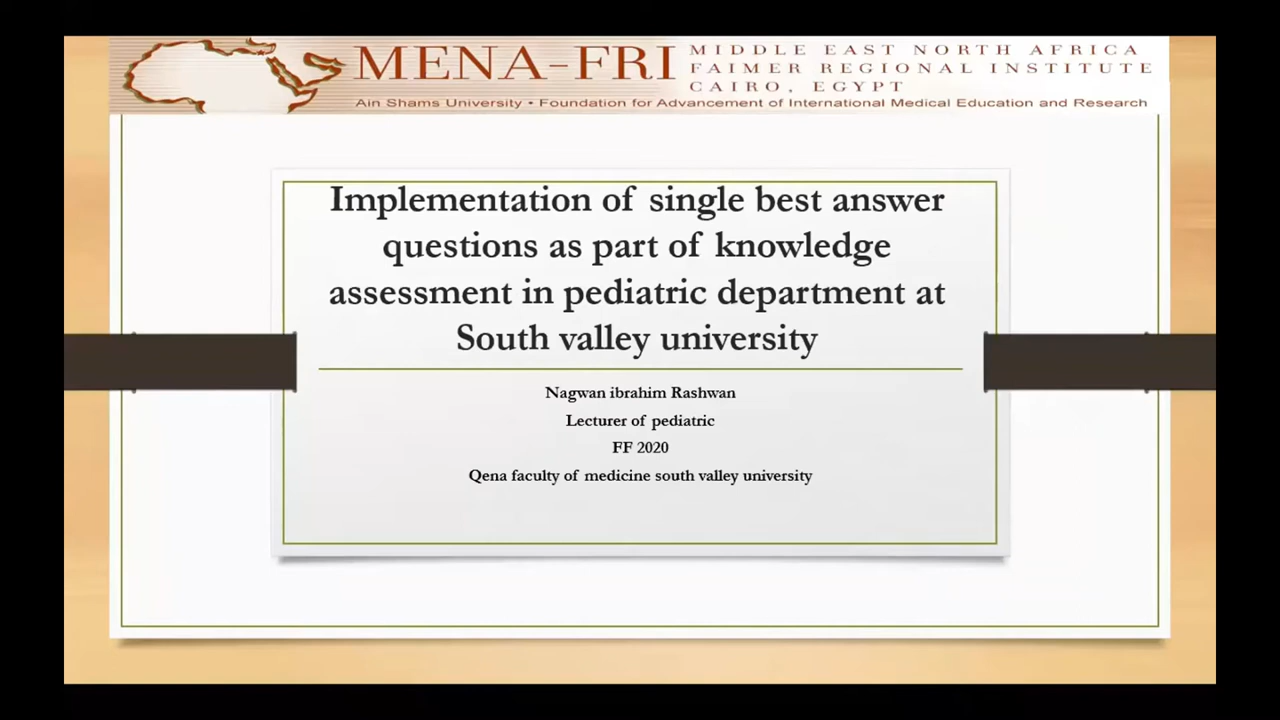 MENA-FRI
MIDDLE EAST NORTH AFRICA
FAIMER REGIONAL INSTITUTE
CAIRO, EGYPT
Ain Shams University • Foundation for Advancement of International Medical Education and Research
Implementation of single best answer
questions as part of knowledge
assessment in pediatric department at
South valley university
Nagwan ibrahim Rashwan
Lecturer of pediatric
FF 2020
Qena faculty of medicine south valley university